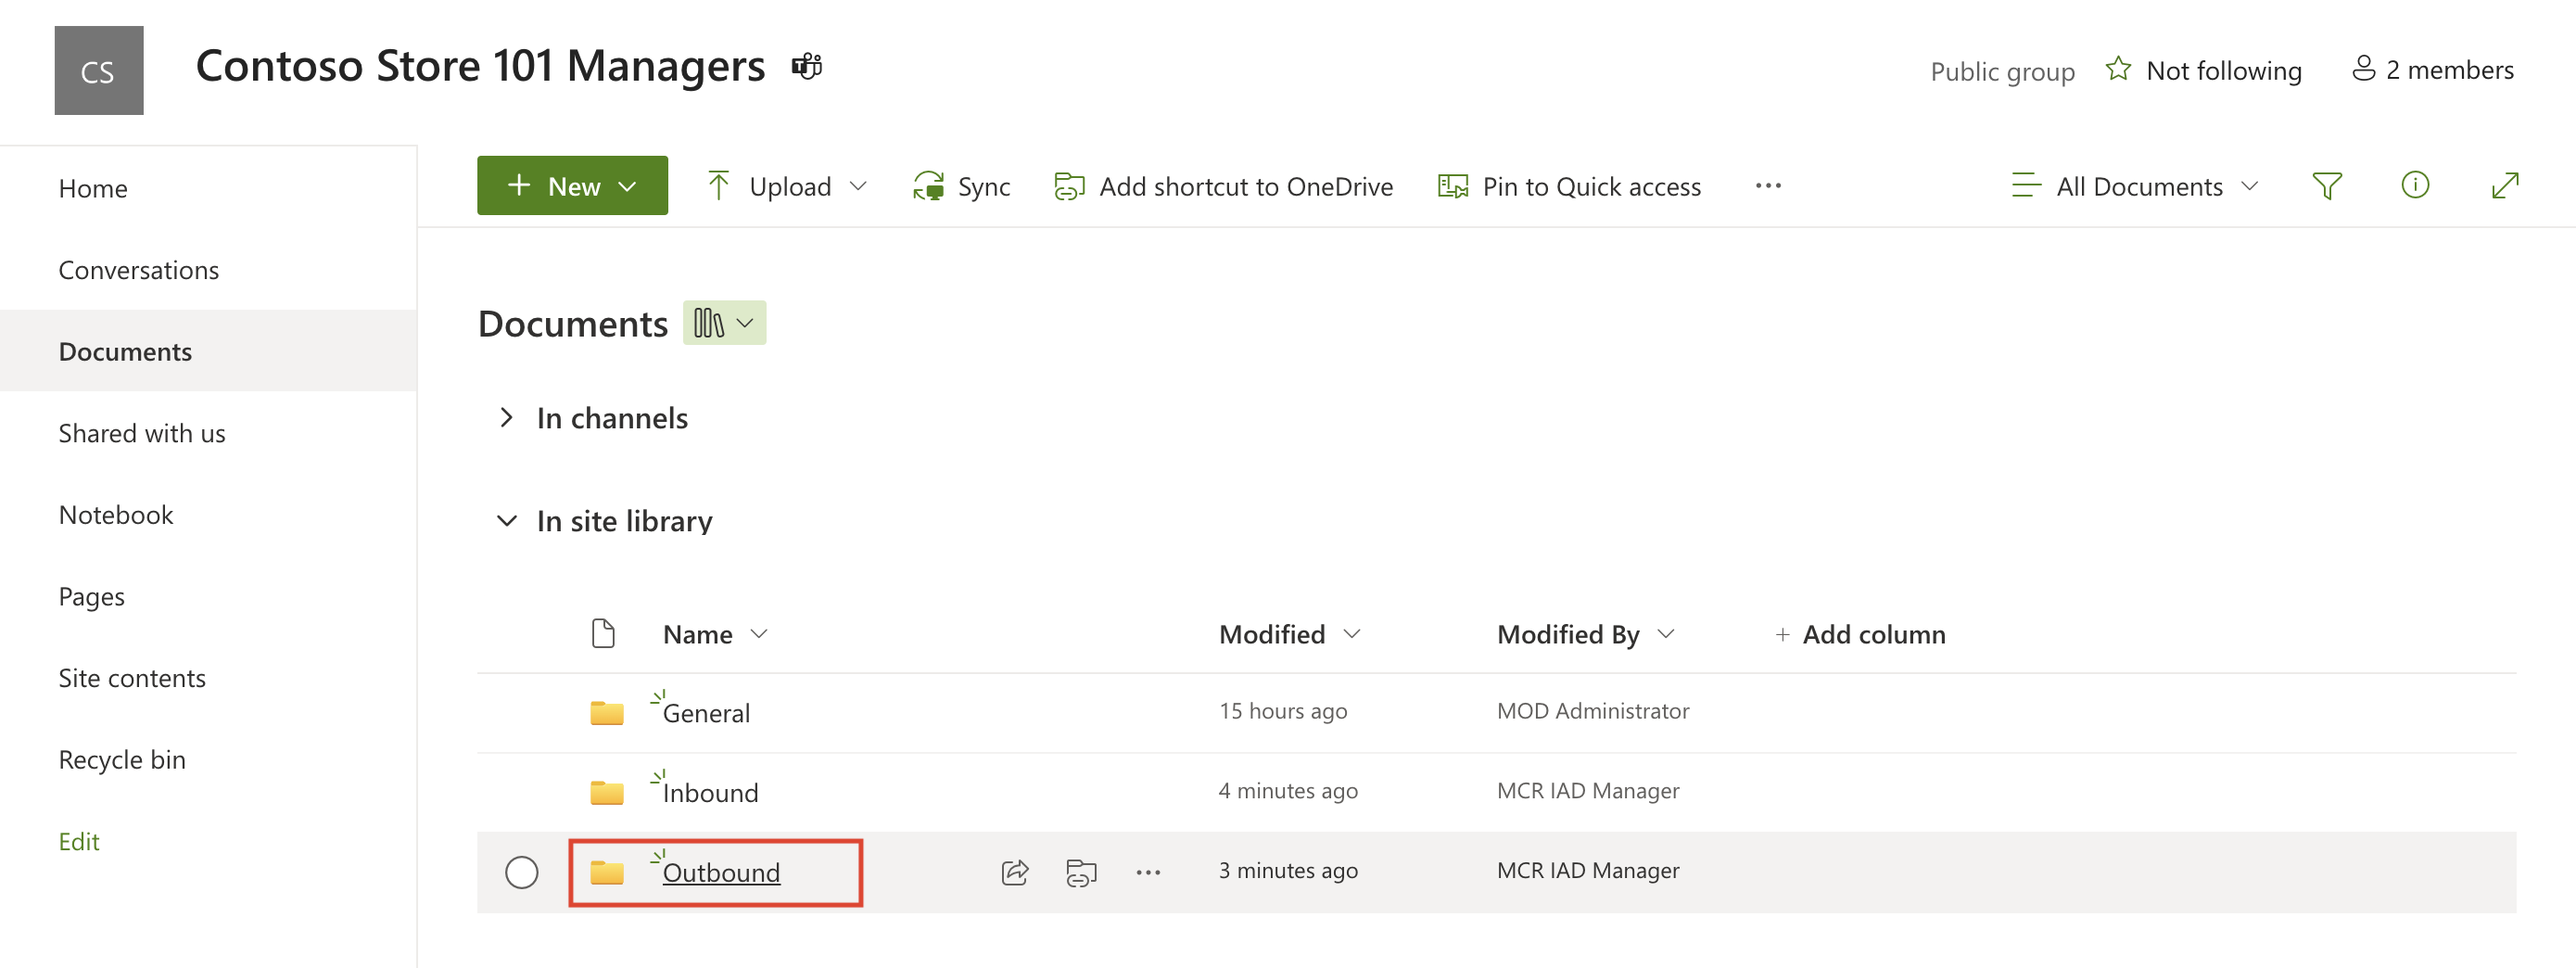 CS
Contoso Store 101 Managers
Public group
Not following
2 members
Home
Conversations
Documents
Shared with us
Notebook
Pages
Site contents
Recycle bin
Edit
New
Upload
Sync
Add shortcut to OneDrive
Pin to Quick access
All Documents
Documents
In channels
In site library
Name Modified Modified By Add column
General 15 hours ago MOD Administrator
Inbound 4 minutes ago MCR IAD Manager
Outbound 3 minutes ago MCR IAD Manager